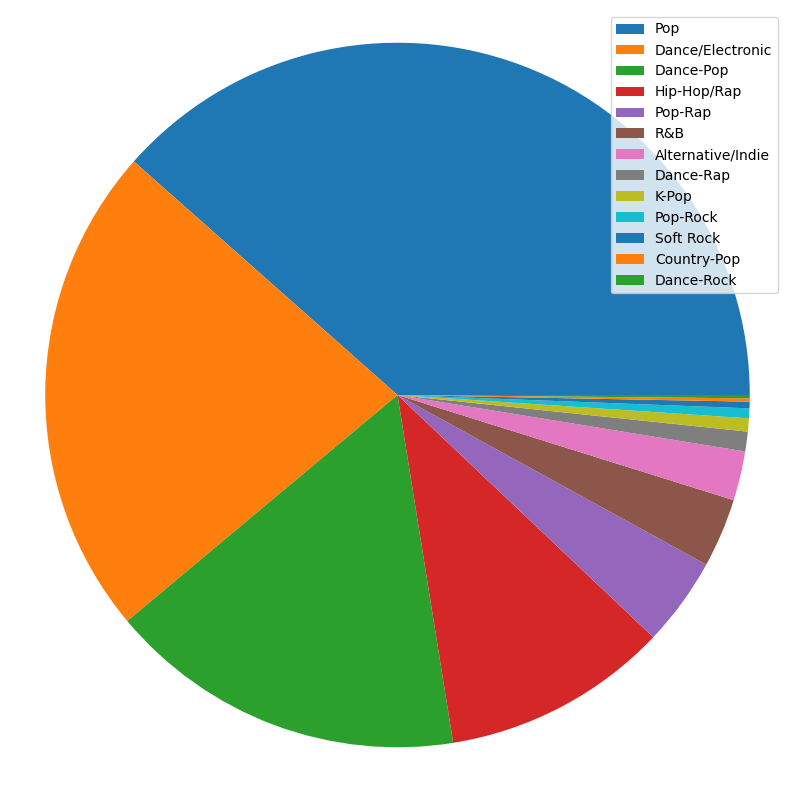 Pop
Dance/Electronic
Dance-Pop
Hip-Hop/Rap
Pop-Rap
R&B
Alternative/Indie
Dance-Rap
K-Pop
Pop-Rock
Soft Rock
Country-Pop
Dance-Rock